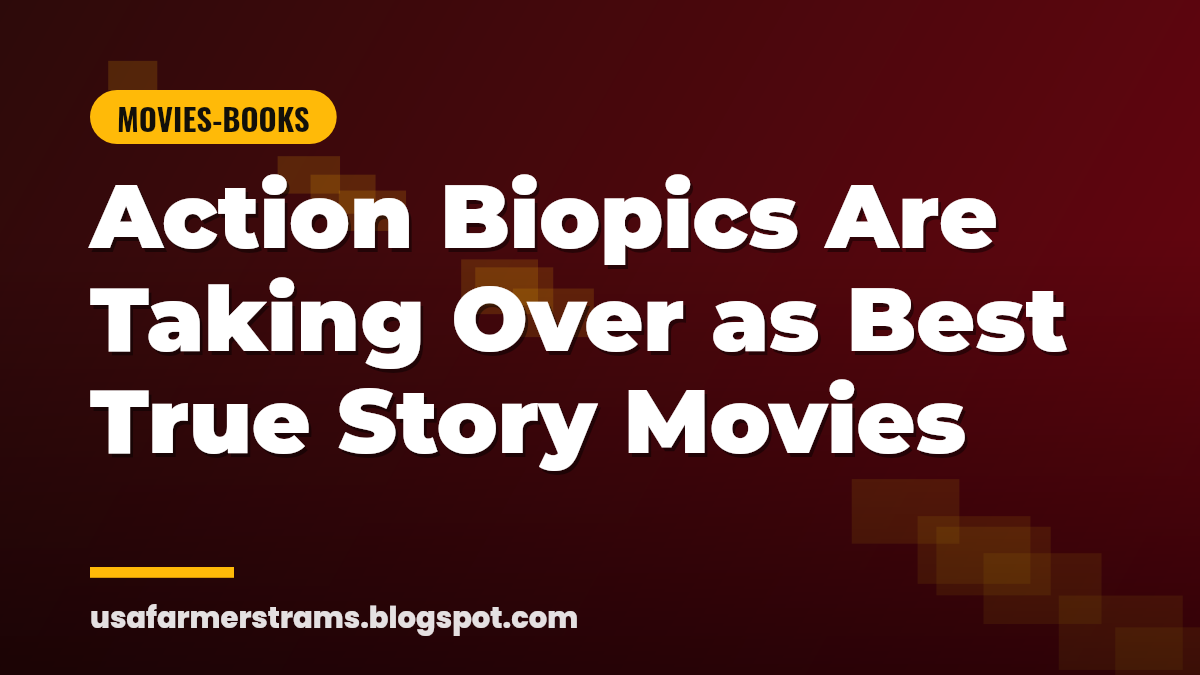 MOVIES-BOOKS
Action Biopics Are
Taking Over as Best
True Story Movies
usafarmerstrams.blogspot.com